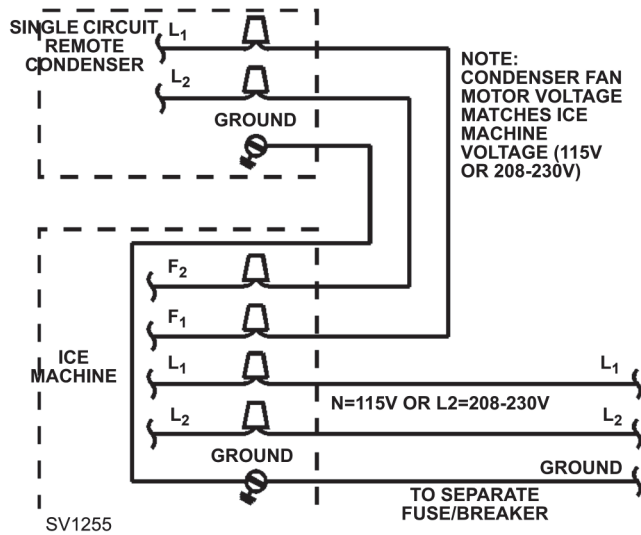 SINGLE CIRCUIT
REMOTE
CONDENSER
L1
L2
GROUND
NOTE:
CONDENSER FAN
MOTOR VOLTAGE
MATCHES ICE
MACHINE
VOLTAGE (115V
OR 208-230V)
F2
F1
ICE
MACHINE
L1
L1
N=115V OR L2=208-230V
L2
L2
GROUND
GROUND
TO SEPARATE
FUSE/BREAKER
SV1255